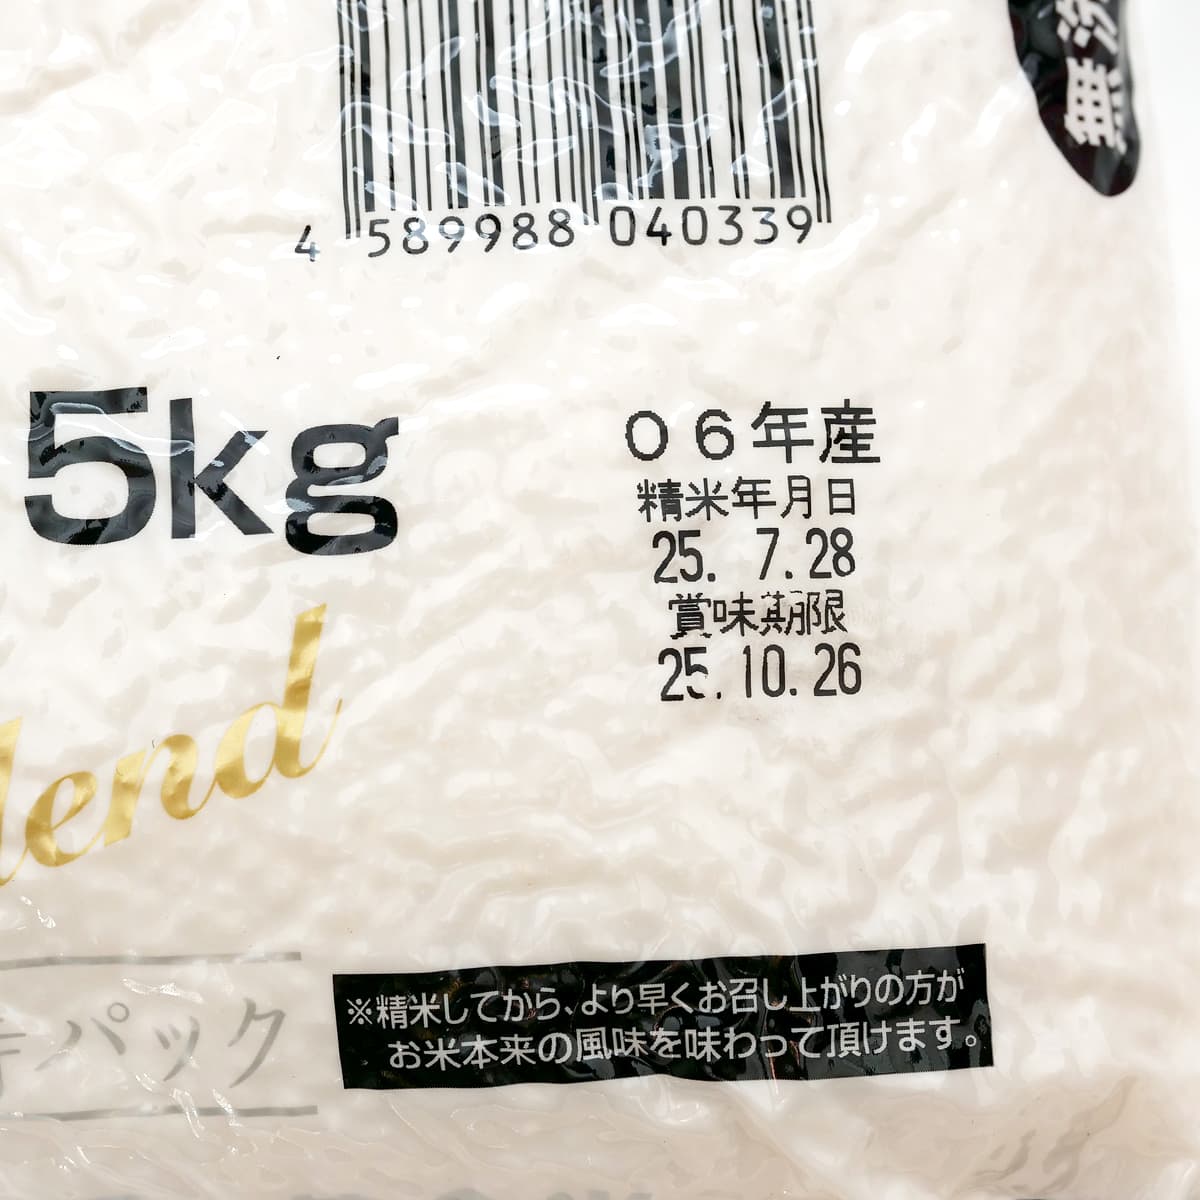 無洗
4 589988 040339
5kg
06年産
精米年月日
25. 7.28
賞味期限
25.10.26
lend
パック
※精米してから、より早くお召し上がりの方が
お米本来の風味を味わって頂けます。